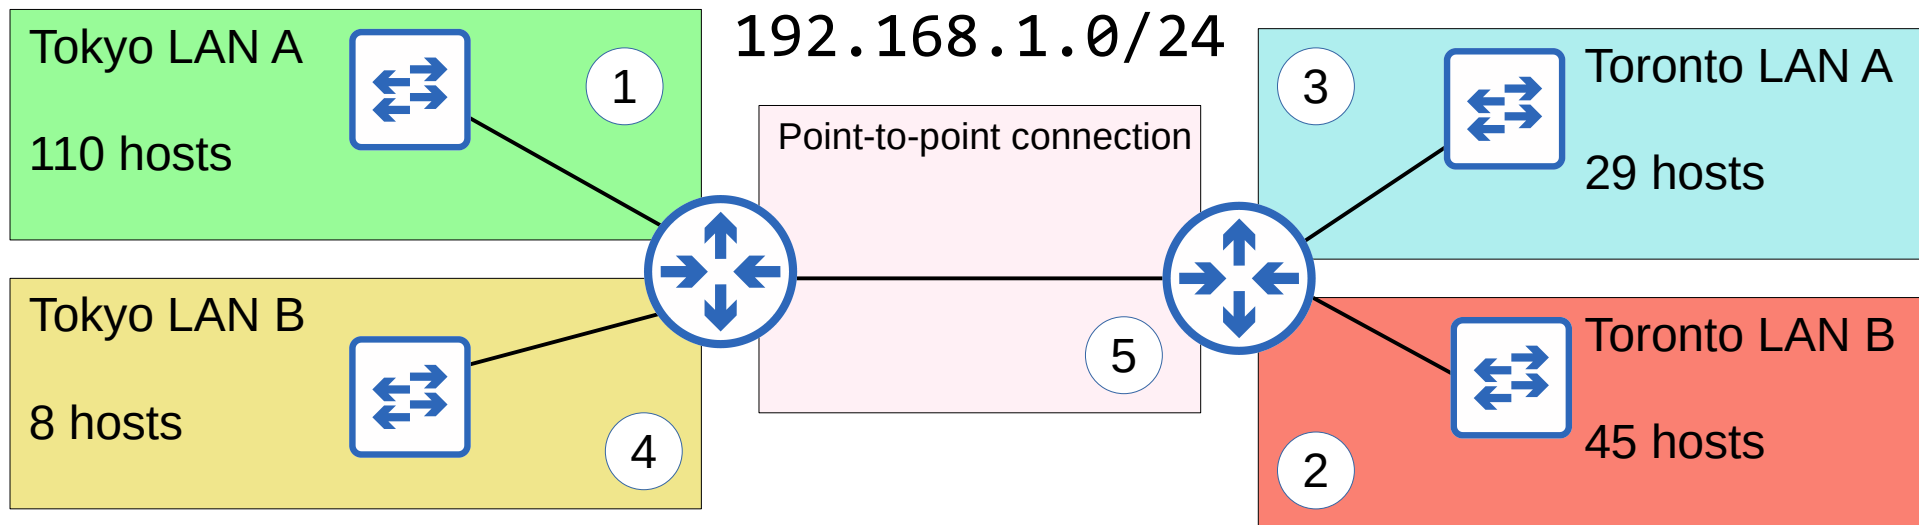 192.168.1.0/24
Tokyo LAN A
110 hosts
1
Point-to-point connection
5
3
Toronto LAN A
29 hosts
Tokyo LAN B
8 hosts
4
Toronto LAN B
45 hosts
2